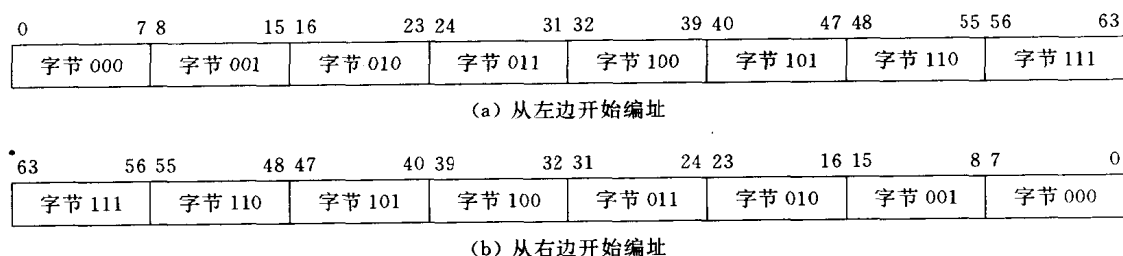 0 7 8 15 16 23 24 31 32 39 40 47 48 55 56 63
字节 000 字节 001 字节 010 字节 011 字节 100 字节 101 字节 110 字节 111
(a) 从左边开始编址
63 56 55 48 47 40 39 32 31 24 23 16 15 8 7 0
字节 111 字节 110 字节 101 字节 100 字节 011 字节 010 字节 001 字节 000
(b) 从右边开始编址